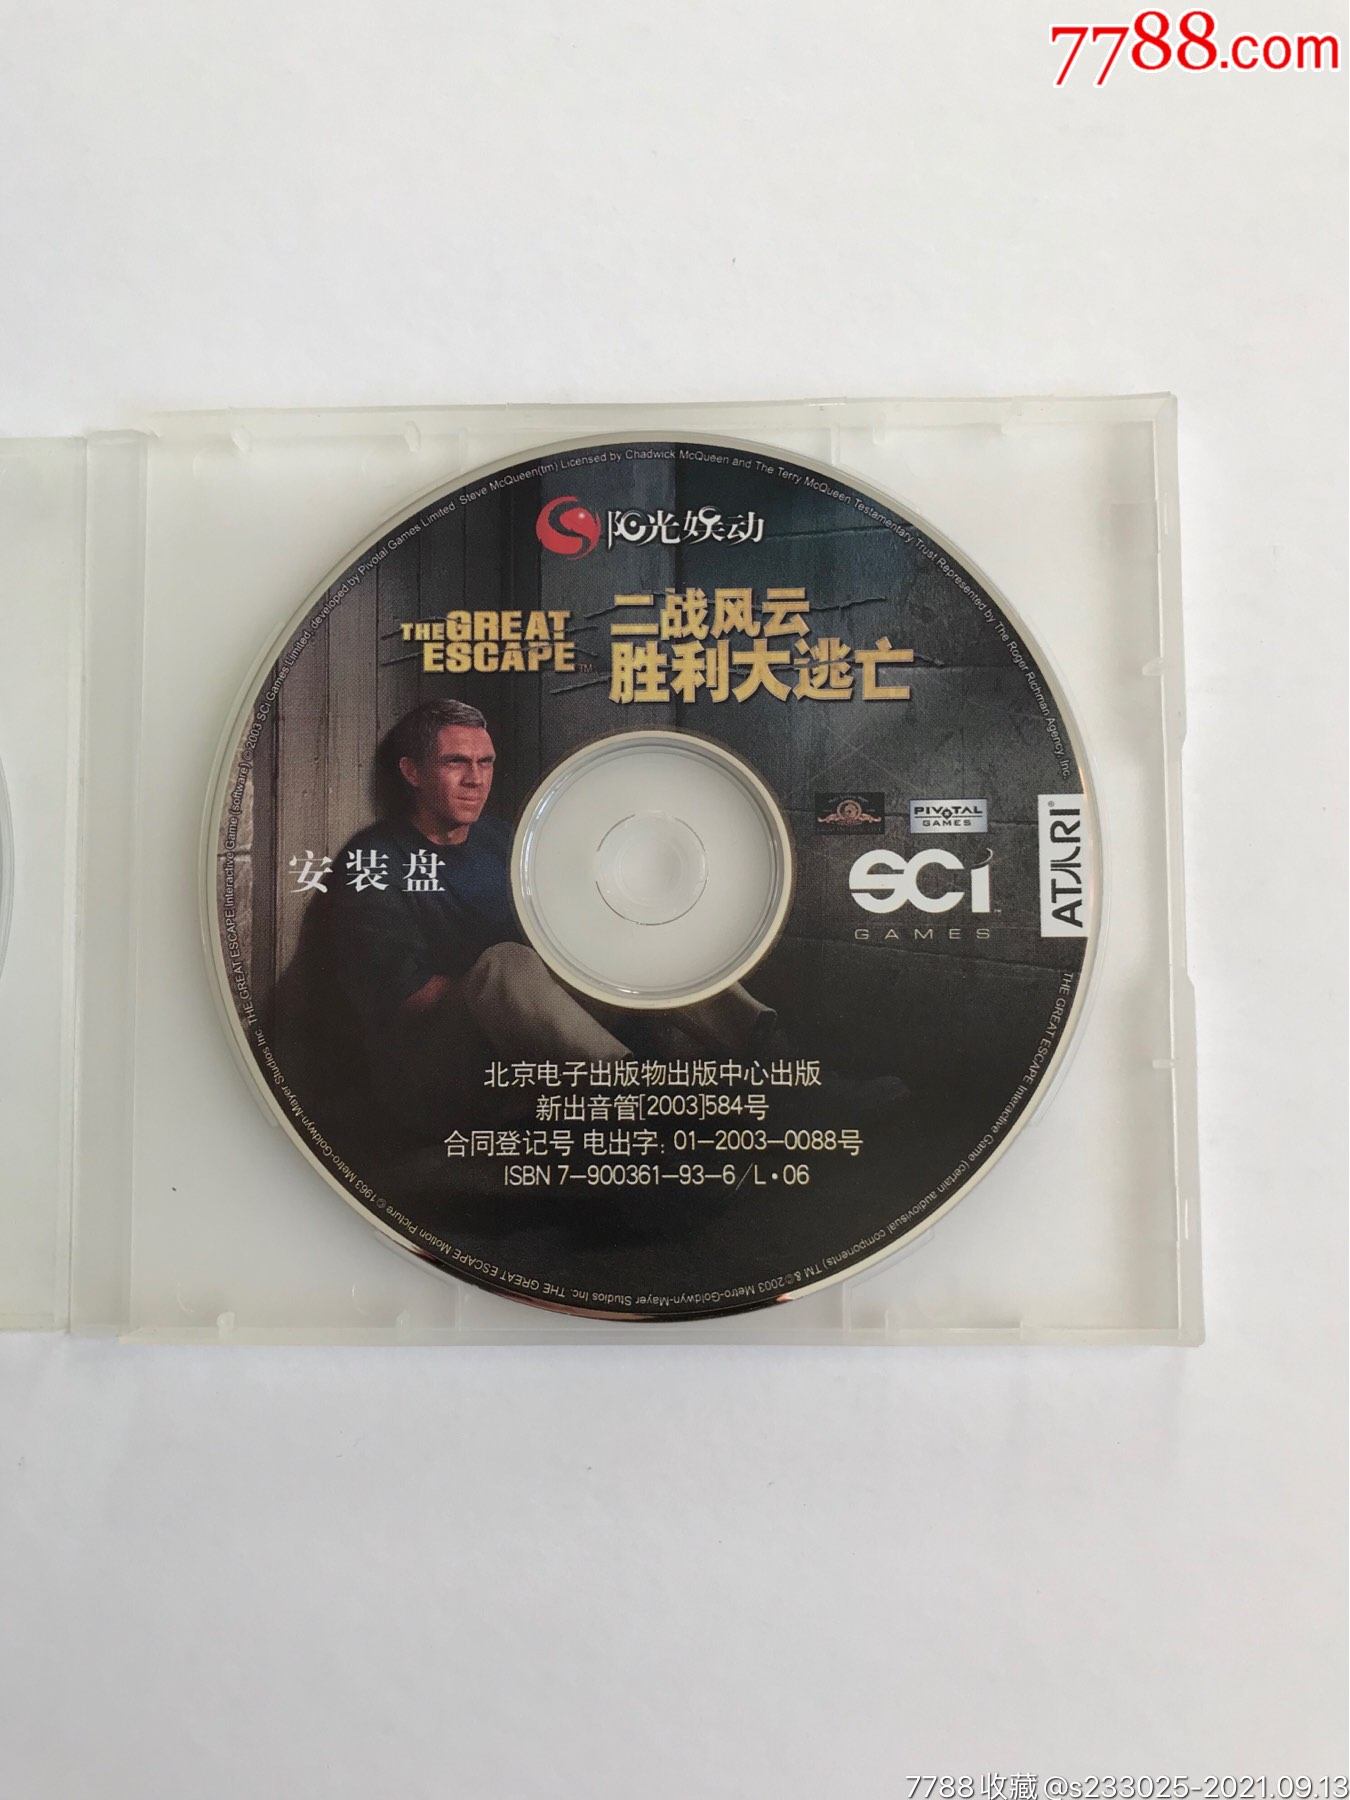 7788.com
THE GREAT ESCAPE Interactive Game (software) © 2003 SCi Games Limited, developed by Pivotal Games Limited. Steve McQueen(tm) Licensed by Chadwick McQueen and The Terry McQueen Testamentary Trust Represented by The Roger Richman Agency, Inc.
阳光娱动
THE GREAT
ESCAPE TM
二战风云
胜利大逃亡
PIVOTAL
GAMES
SCi TM
GAMES
ATARI ®
安装盘
北京电子出版物出版中心出版
新出音管[2003]584号
合同登记号 电出字: 01-2003-0088号
ISBN 7-900361-93-6/L·06
THE GREAT ESCAPE Interactive Game (certain audiovisual components) TM & © 2003 Metro-Goldwyn-Mayer Studios Inc. THE GREAT ESCAPE Motion Picture © 1963 Metro-Goldwyn-Mayer Studios Inc.
7788收藏@s233025-2021.09.13